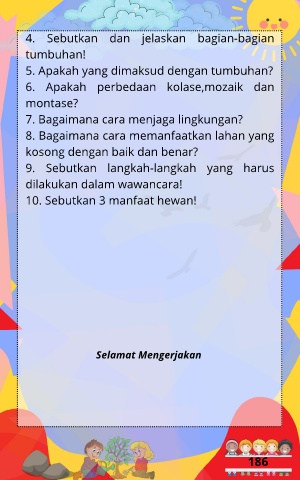 4. Sebutkan dan jelaskan bagian-bagian
tumbuhan!
5. Apakah yang dimaksud dengan tumbuhan?
6. Apakah perbedaan kolase,mozaik dan
montase?
7. Bagaimana cara menjaga lingkungan?
8. Bagaimana cara memanfaatkan lahan yang
kosong dengan baik dan benar?
9. Sebutkan langkah-langkah yang harus
dilakukan dalam wawancara!
10. Sebutkan 3 manfaat hewan!
Selamat Mengerjakan
186